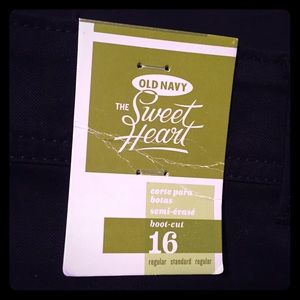 OLD NAVY
THE Sweet
Heart
corte para
botas
semi-évasé
boot-cut
16
regular standard regular